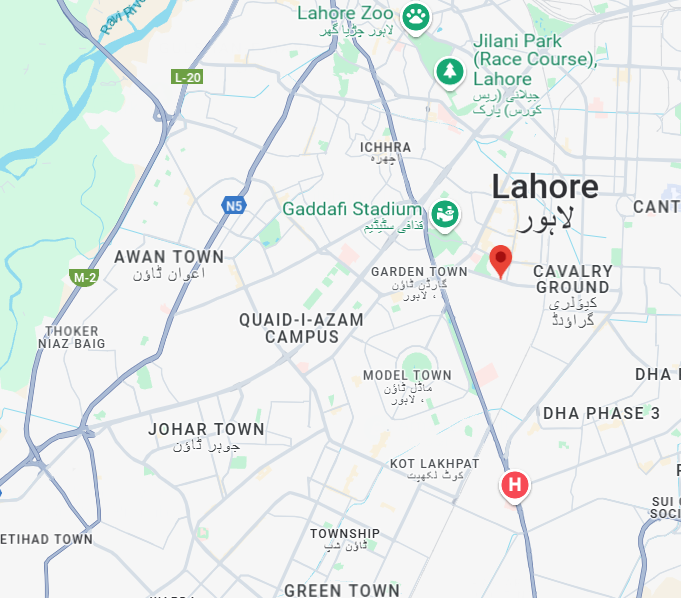 Ravi River
Lahore Zoo
لاہور چڑیا گھر
Jilani Park
(Race Course),
Lahore
جیلانی (ریس
کورس) پارک
L-20
ICHHRA
اچھرہ
Lahore
لاہور
N5
Gaddafi Stadium
قذافی سٹیڈیم
CANT
AWAN TOWN
اعوان ٹاؤن
M-2
GARDEN TOWN
گارڈن ٹاؤن
، لاہور
CAVALRY
GROUND
کیولری
گراؤنڈ
THOKER
NIAZ BAIG
QUAID-I-AZAM
CAMPUS
MODEL TOWN
ماڈل ٹاؤن
، لاہور
DHA
DHA PHASE 3
JOHAR TOWN
جوہر ٹاؤن
KOT LAKHPAT
کوٹ لکھپت
H
SUI
SOCI
ETIHAD TOWN
TOWNSHIP
ٹاؤن شپ
GREEN TOWN